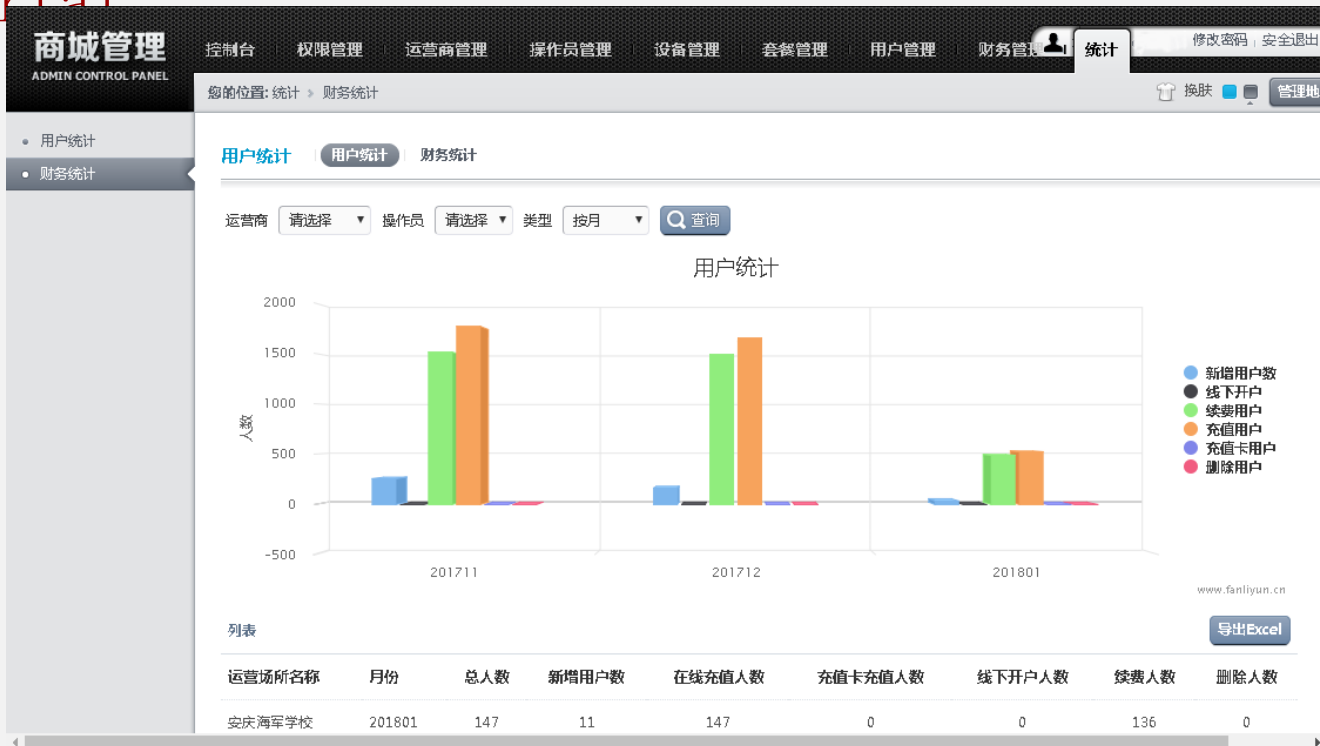 商城管理
ADMIN CONTROL PANEL
控制台 权限管理 运营商管理 操作员管理 设备管理 套餐管理 用户管理 财务管理 统计
修改密码 安全退出
您的位置: 统计 > 财务统计
换肤
管理地
用户统计
财务统计
用户统计 用户统计 财务统计
运营商 请选择 操作员 请选择 类型 按月 查询
用户统计
2000
1500
1000
500
0
-500
人数
201711 201712 201801
新增用户数
线下开户
续费用户
充值用户
充值卡用户
删除用户
www.fanliyun.cn
列表
导出Excel
运营场所名称 月份 总人数 新增用户数 在线充值人数 充值卡充值人数 线下开户人数 续费人数 删除人数
安庆海军学校 201801 147 11 147 0 0 136 0